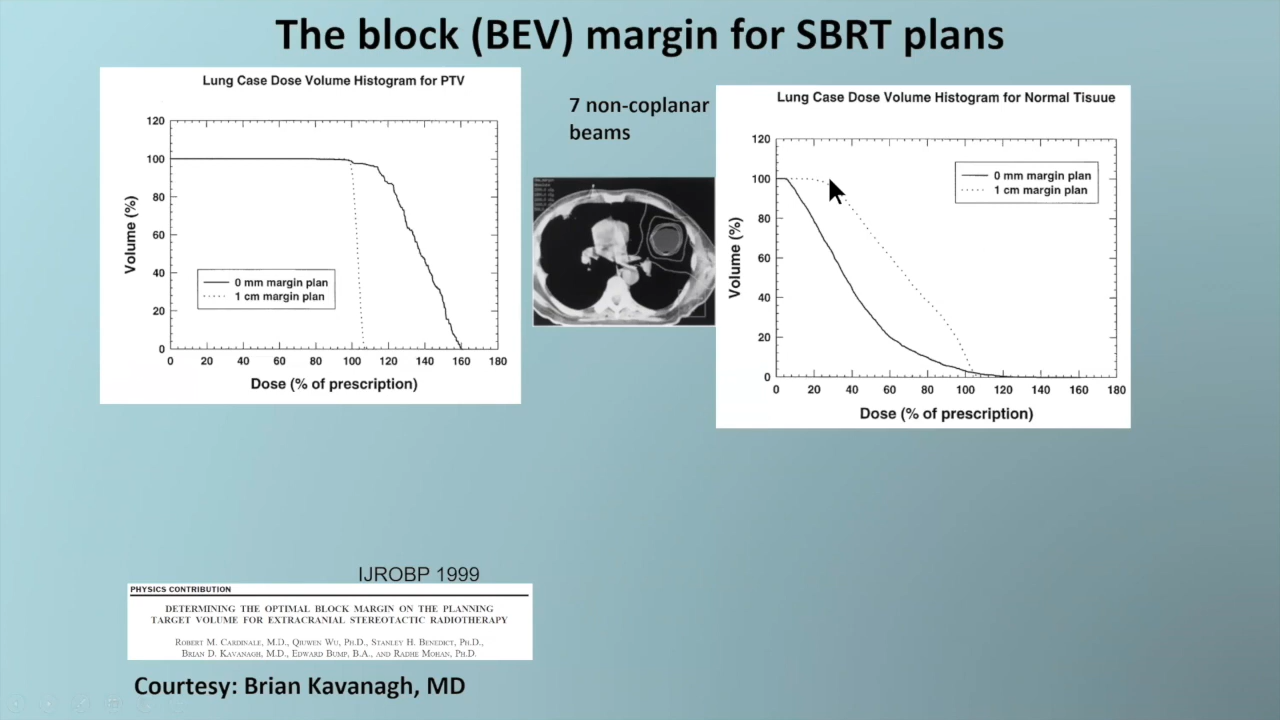 The block (BEV) margin for SBRT plans
Lung Case Dose Volume Histogram for PTV
120
100
80
60
40
20
0
Volume (%)
0 mm margin plan
1 cm margin plan
0 20 40 60 80 100 120 140 160 180
Dose (% of prescription)
7 non-coplanar
beams
Lung Case Dose Volume Histogram for Normal Tisuue
120
100
80
60
40
20
0
Volume (%)
0 mm margin plan
1 cm margin plan
0 20 40 60 80 100 120 140 160 180
Dose (% of prescription)
IJROBP 1999
PHYSICS CONTRIBUTION
DETERMINING THE OPTIMAL BLOCK MARGIN ON THE PLANNING
TARGET VOLUME FOR EXTRACRANIAL STEREOTACTIC RADIOTHERAPY
Robert M. Cardinale, M.D., Qiuwen Wu, Ph.D., Stanley H. Benedict, Ph.D.,
Brian D. Kavanagh, M.D., Edward Bump, B.A., and Radhe Mohan, Ph.D.
Courtesy: Brian Kavanagh, MD